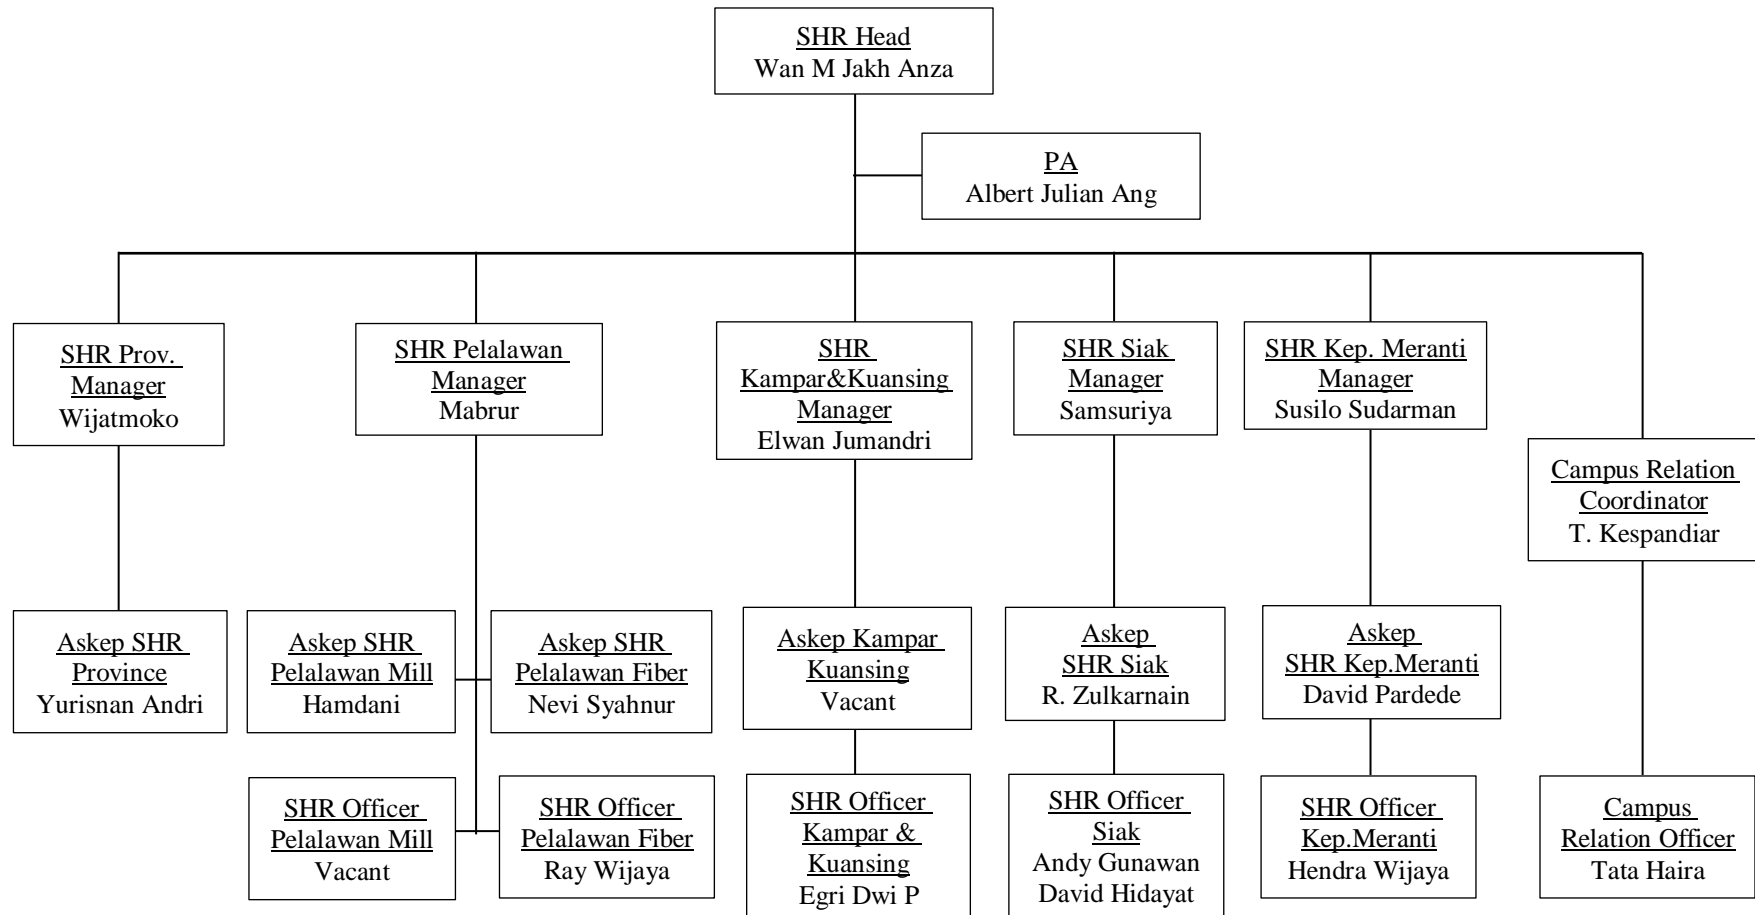 SHR Head
Wan M Jakh Anza
PA
Albert Julian Ang
SHR Prov.
Manager
Wijatmoko
SHR Pelalawan
Manager
Mabrur
SHR
Kampar&Kuansing
Manager
Elwan Jumandri
SHR Siak
Manager
Samsuriya
SHR Kep. Meranti
Manager
Susilo Sudarman
Campus Relation
Coordinator
T. Kespandiar
Askep SHR
Province
Yurisnan Andri
Askep SHR
Pelalawan Mill
Hamdani
Askep SHR
Pelalawan Fiber
Nevi Syahnur
Askep Kampar
Kuansing
Vacant
Askep
SHR Siak
R. Zulkarnain
Askep
SHR Kep.Meranti
David Pardede
SHR Officer
Pelalawan Mill
Vacant
SHR Officer
Pelalawan Fiber
Ray Wijaya
SHR Officer
Kampar &
Kuansing
Egri Dwi P
SHR Officer
Siak
Andy Gunawan
David Hidayat
SHR Officer
Kep.Meranti
Hendra Wijaya
Campus
Relation Officer
Tata Haira